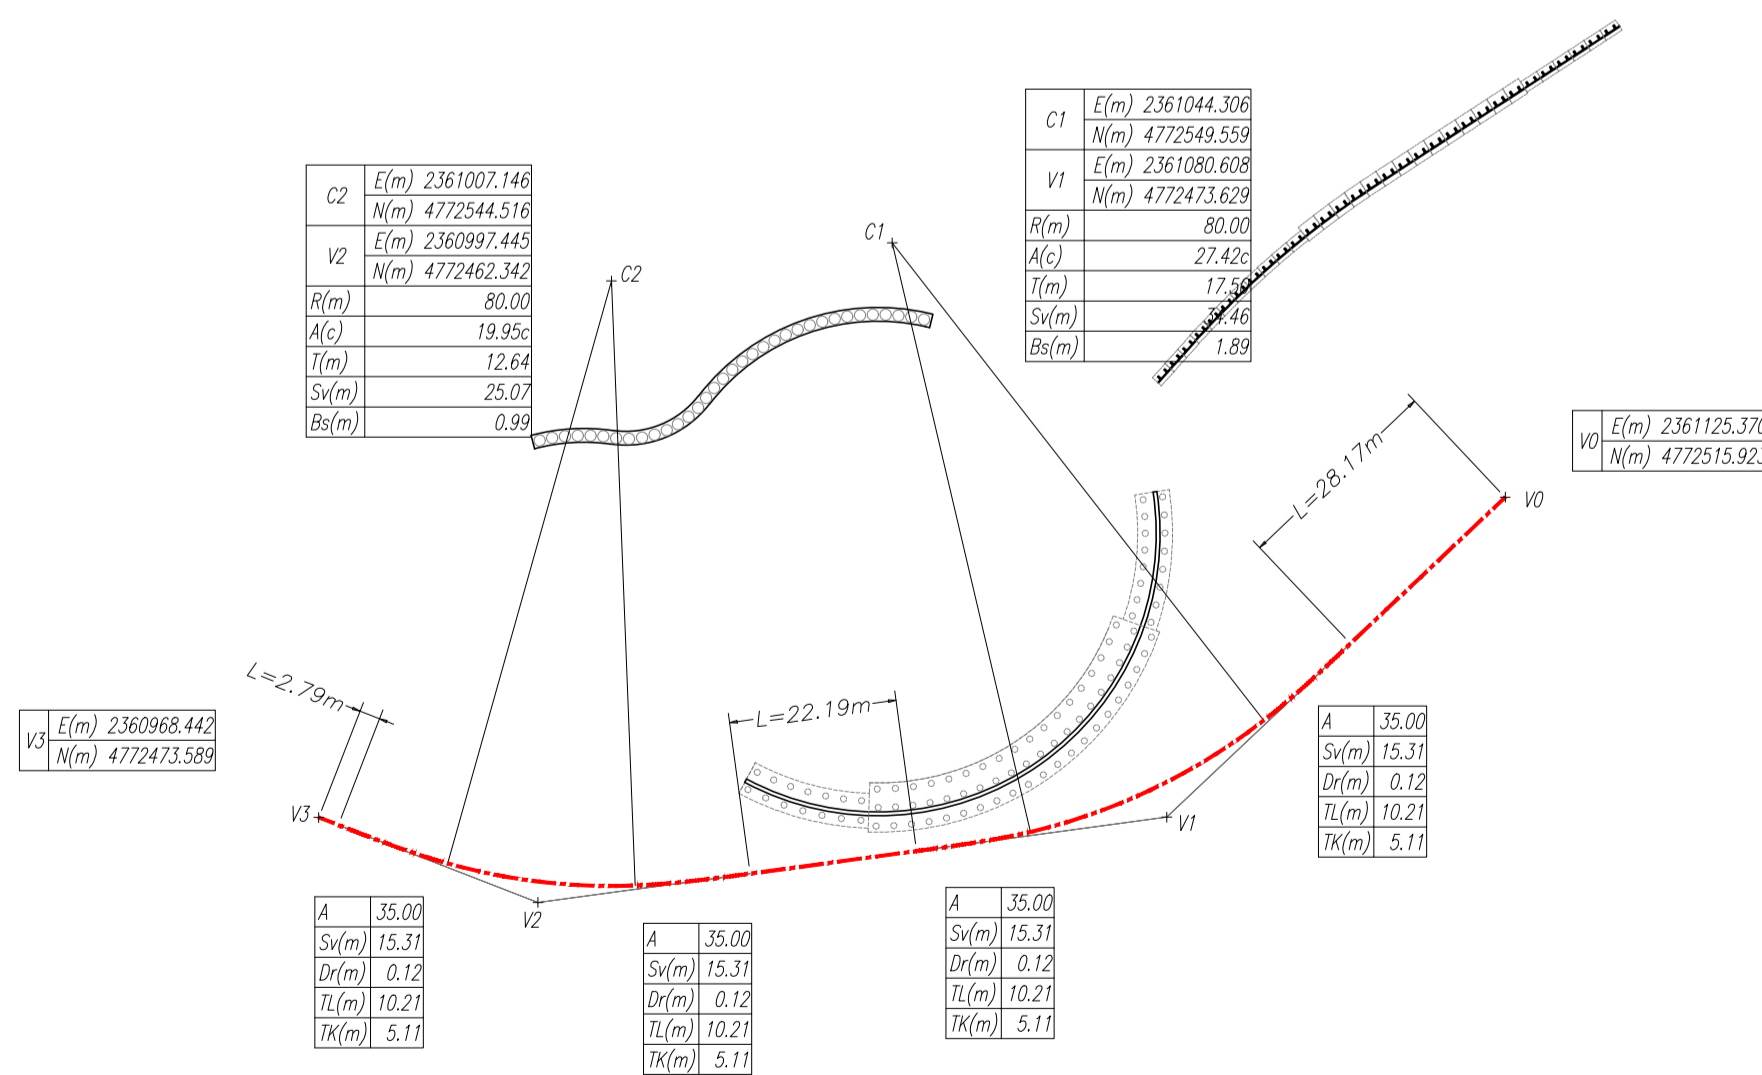 C1
E(m) 2361044.306
N(m) 4772549.559
V1
E(m) 2361080.608
N(m) 4772473.629
R(m) 80.00
A(c) 27.42c
T(m)
Sv(m)
Bs(m) 1.89
C2
E(m) 2361007.146
N(m) 4772544.516
V2
E(m) 2360997.445
N(m) 4772462.342
R(m) 80.00
A(c) 19.95c
T(m) 12.64
Sv(m) 25.07
Bs(m) 0.99
C1
C2
V0
E(m) 2361125.370
N(m) 4772515.923
L=28.17m
V0
L=2.79m
L=22.19m
V3
E(m) 2360968.442
N(m) 4772473.589
V3
V1
V2
A 35.00
Sv(m) 15.31
Dr(m) 0.12
TL(m) 10.21
TK(m) 5.11
A 35.00
Sv(m) 15.31
Dr(m) 0.12
TL(m) 10.21
TK(m) 5.11
A 35.00
Sv(m) 15.31
Dr(m) 0.12
TL(m) 10.21
TK(m) 5.11
A 35.00
Sv(m) 15.31
Dr(m) 0.12
TL(m) 10.21
TK(m) 5.11